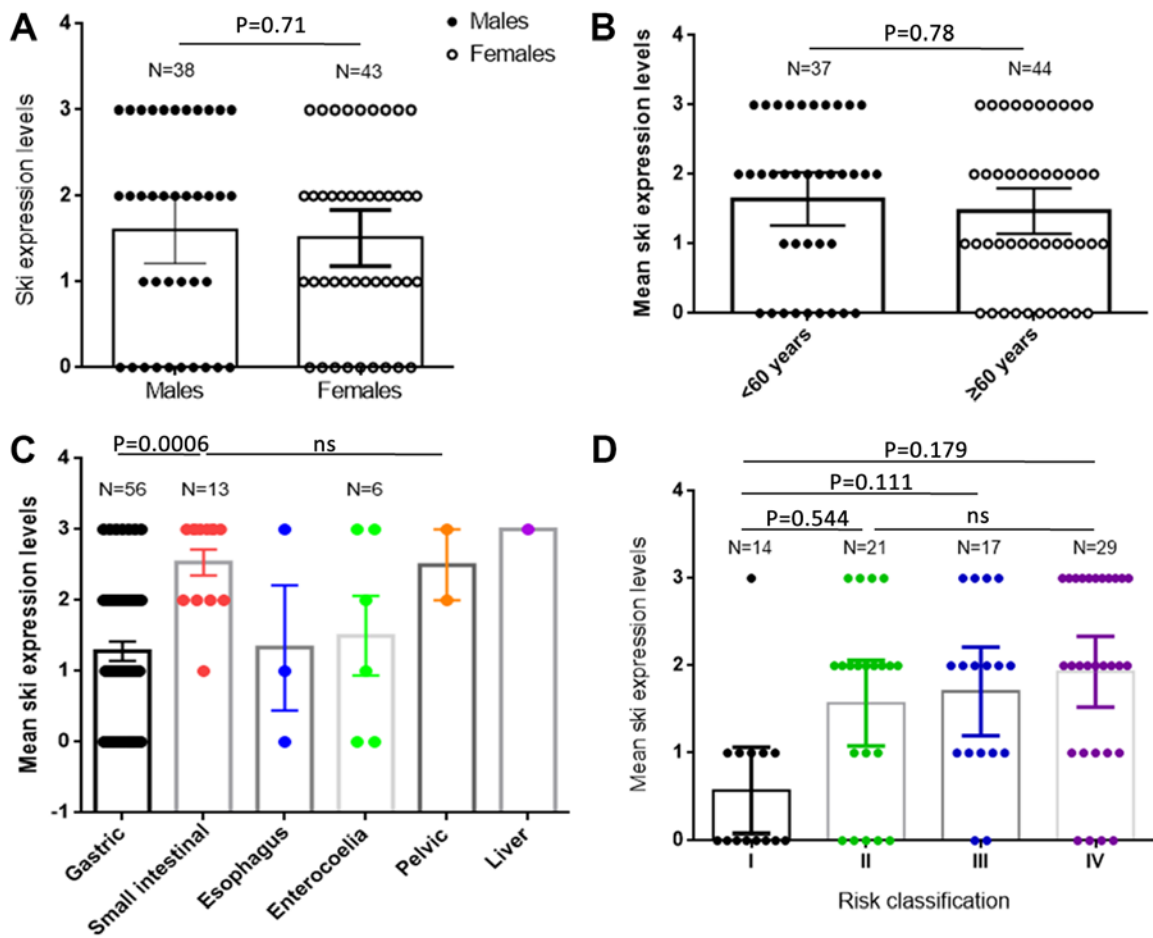 A
P=0.71
Males
Females
N=38
N=43
Ski expression levels
4
3
2
1
0
Males
Females
B
P=0.78
N=37
N=44
Mean ski expression levels
4
3
2
1
0
<60 years
≥60 years
C
P=0.0006
ns
N=56
N=13
N=6
Mean ski expression levels
4
3
2
1
0
-1
Gastric
Small intestinal
Esophagus
Enterocoelia
Pelvic
Liver
D
P=0.179
P=0.111
P=0.544
ns
N=14
N=21
N=17
N=29
Mean ski expression levels
4
3
2
1
0
I
II
III
IV
Risk classification